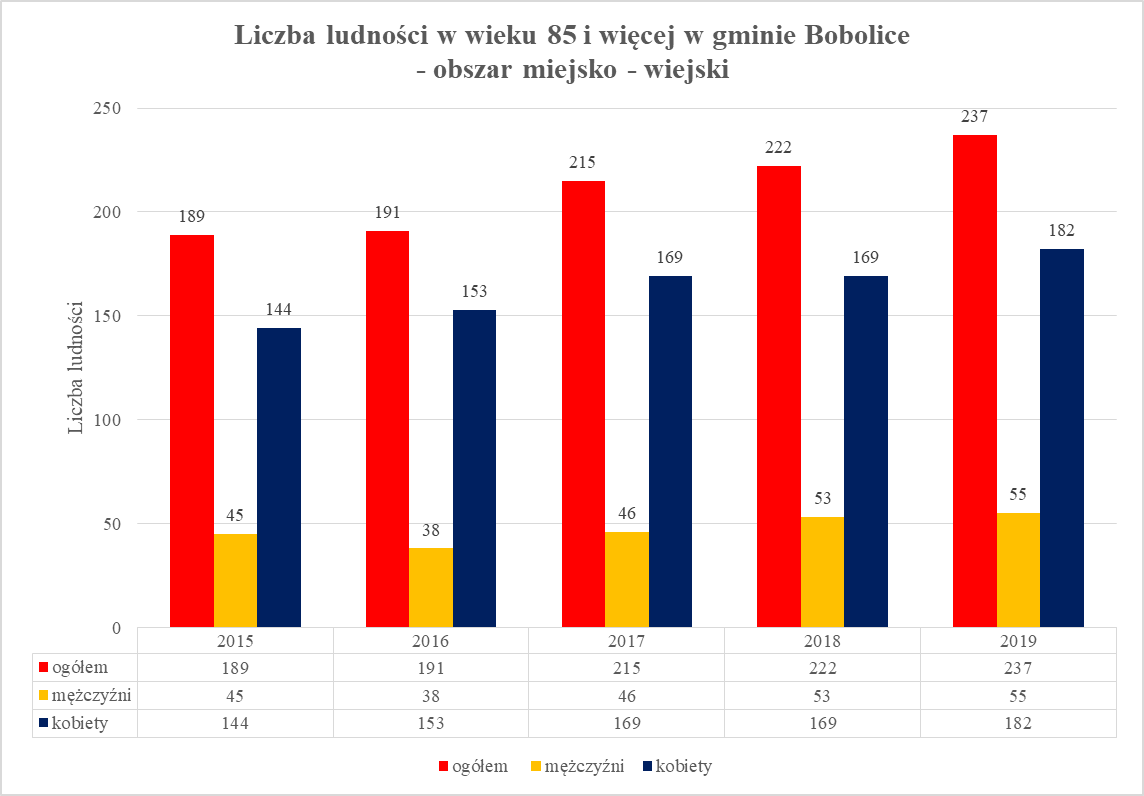 Liczba ludności w wieku 85 i więcej w gminie Bobolice
- obszar miejsko - wiejski
Liczba ludności
250
200
150
100
50
0
189
45
144
191
38
153
215
46
169
222
53
169
237
55
182
2015 2016 2017 2018 2019
ogółem 189 191 215 222 237
mężczyźni 45 38 46 53 55
kobiety 144 153 169 169 182
ogółem mężczyźni kobiety